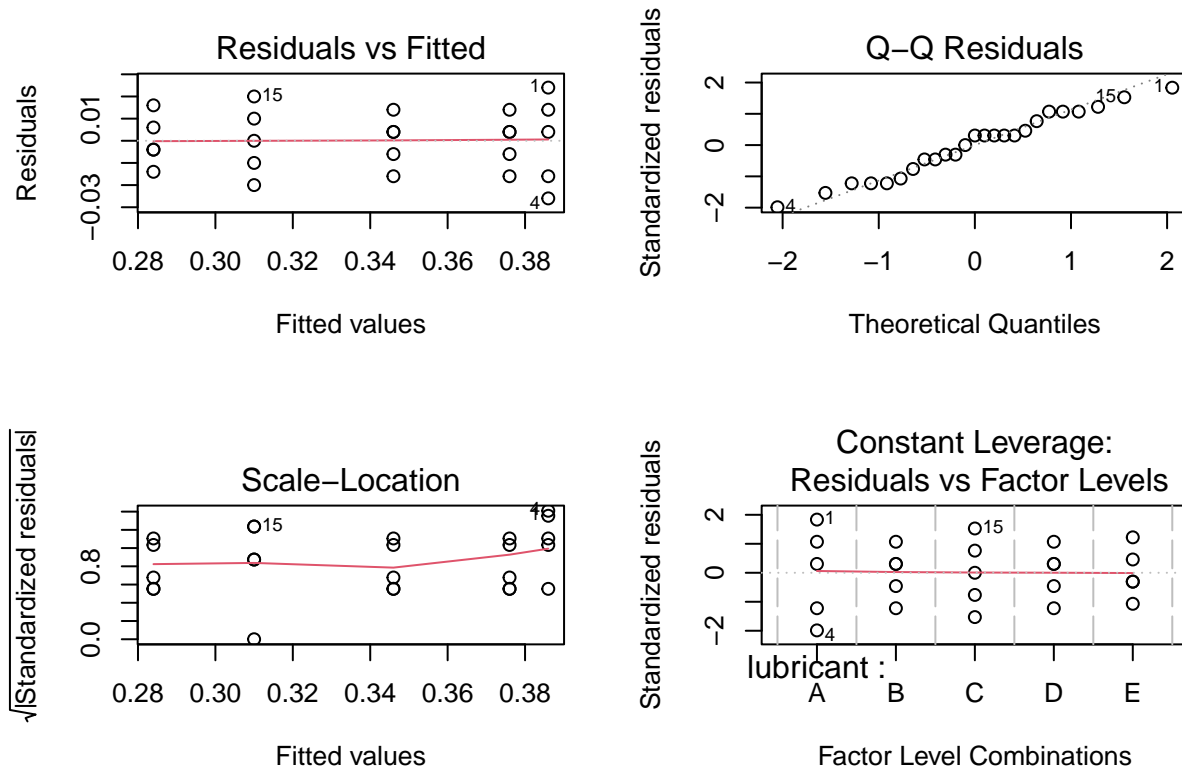 Residuals vs Fitted
Residuals
0.01
−0.03
15
1
4
0.28 0.30 0.32 0.34 0.36 0.38
Fitted values
Q−Q Residuals
Standardized residuals
2
0
−2
15
1
4
−2 −1 0 1 2
Theoretical Quantiles
Scale−Location
√|Standardized residuals|
0.8
0.0
15
4
1
0.28 0.30 0.32 0.34 0.36 0.38
Fitted values
Constant Leverage:
Residuals vs Factor Levels
Standardized residuals
2
0
−2
1
15
4
lubricant :
A B C D E
Factor Level Combinations